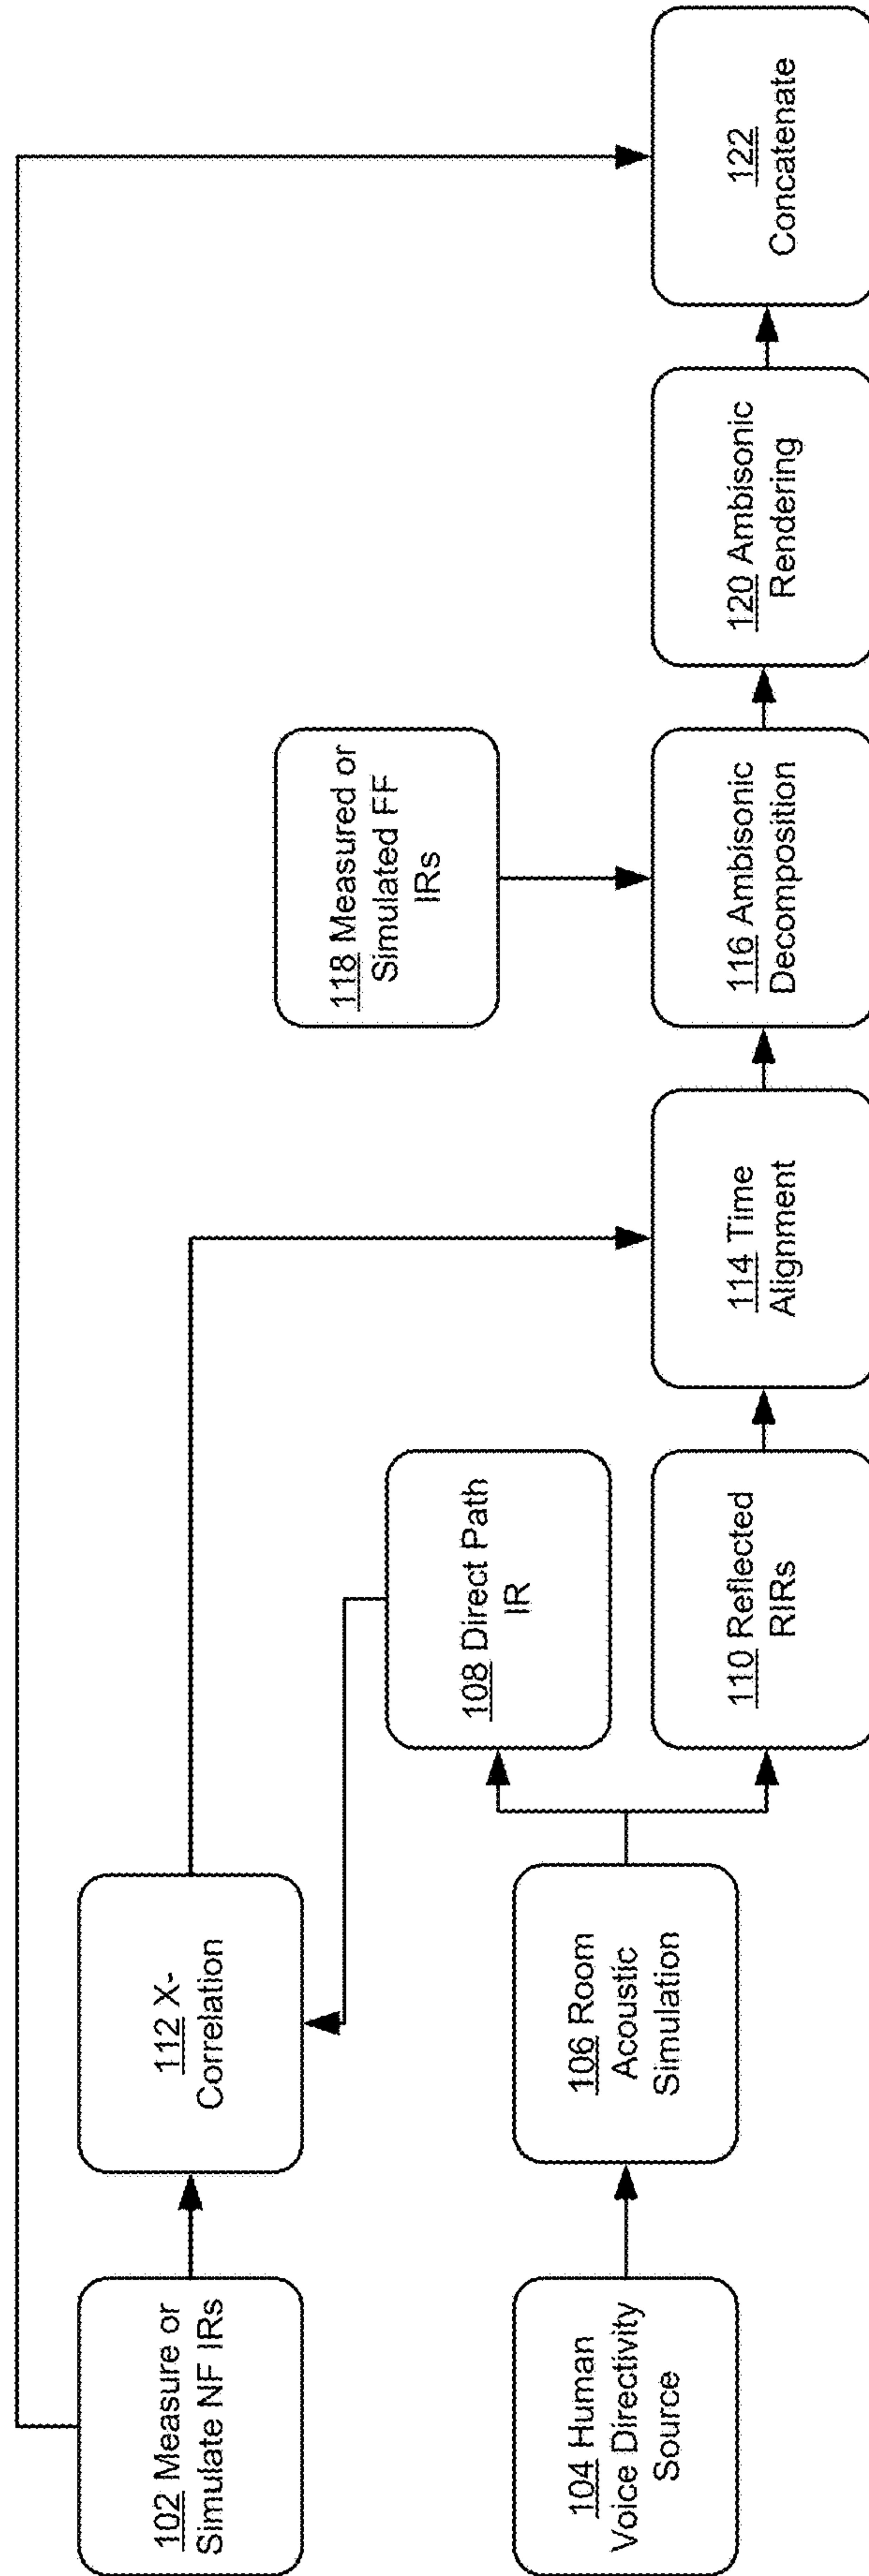 102 Measure or
Simulate NF IRs
104 Human
Voice Directivity
Source
112 X-
Correlation
106 Room
Acoustic
Simulation
108 Direct Path
IR
110 Reflected
RIRs
114 Time
Alignment
118 Measured or
Simulated FF
IRs
116 Ambisonic
Decomposition
120 Ambisonic
Rendering
122
Concatenate